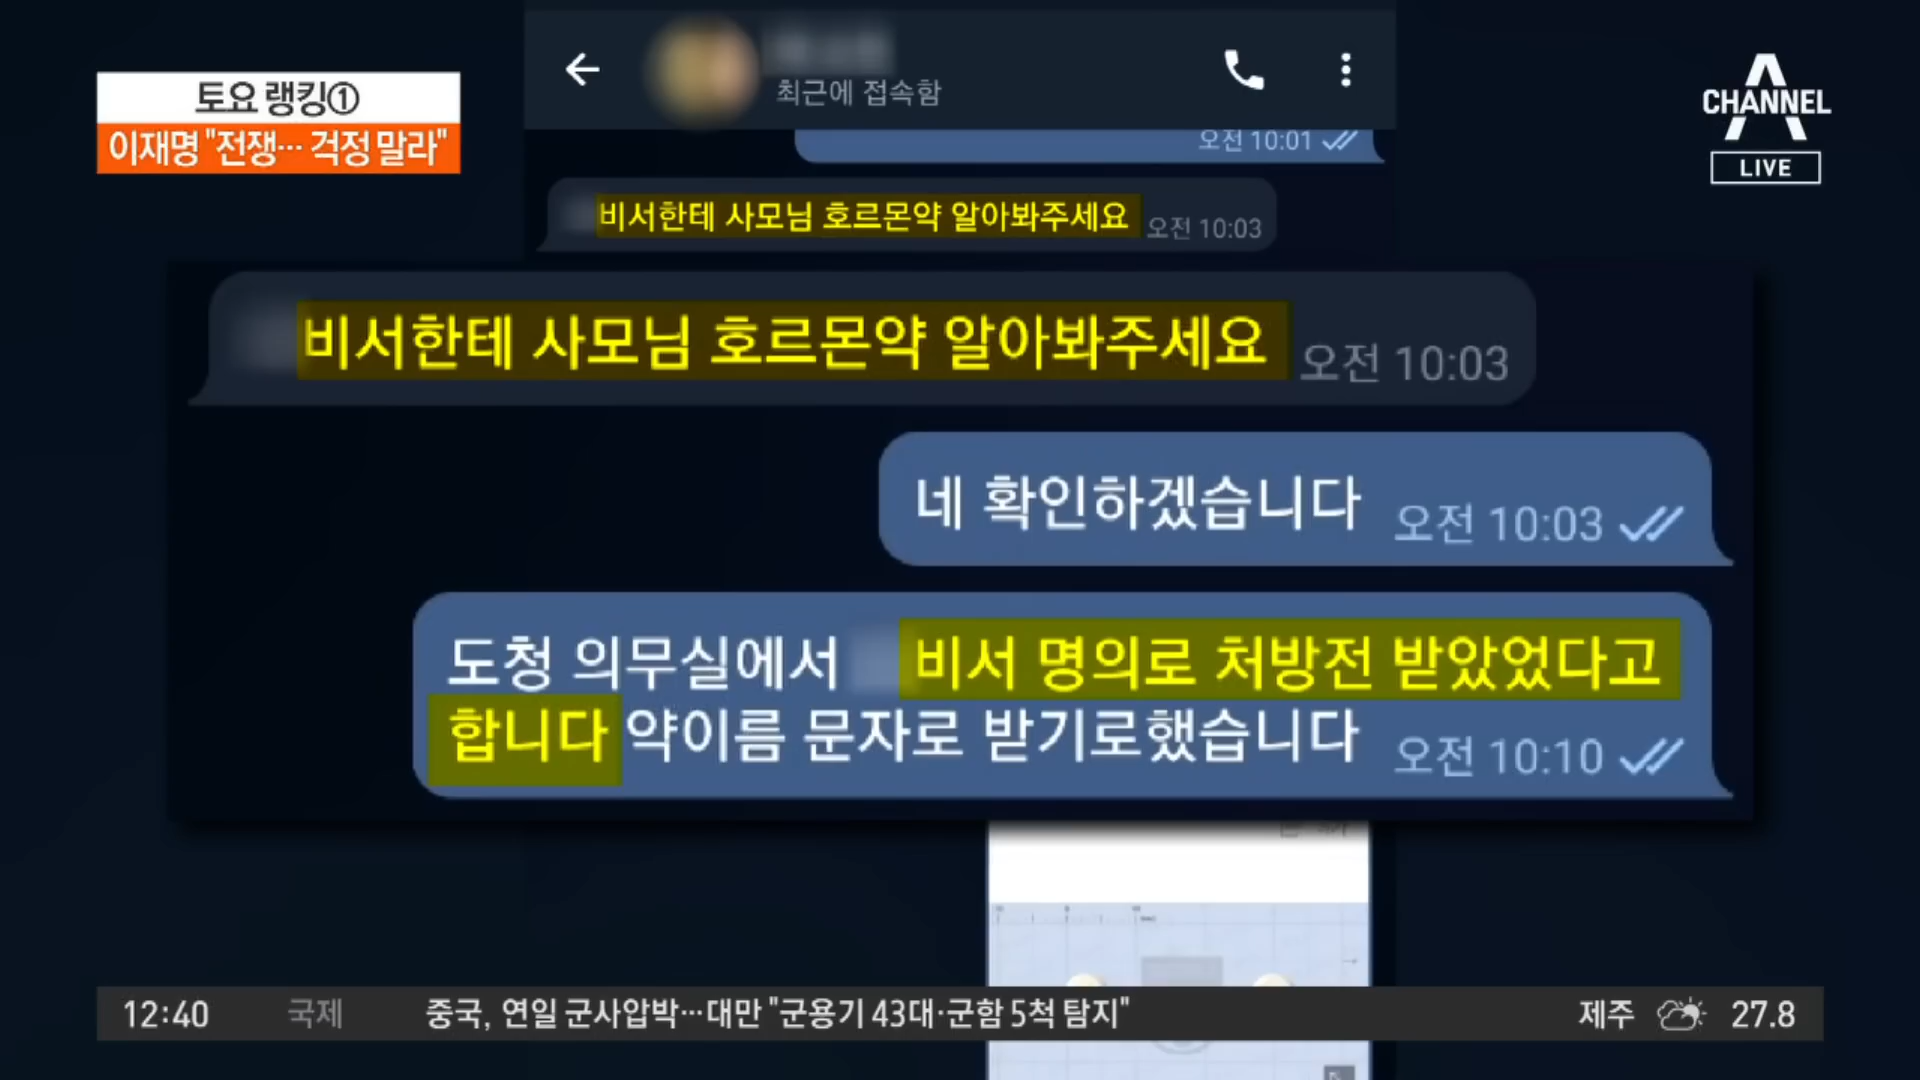 토요 랭킹①
이재명 "전쟁… 걱정 말라"
최근에 접속함
CHANNEL
LIVE
오전 10:01
비서한테 사모님 호르몬약 알아봐주세요 오전 10:03
비서한테 사모님 호르몬약 알아봐주세요 오전 10:03
네 확인하겠습니다 오전 10:03
도청 의무실에서 비서 명의로 처방전 받았었다고
합니다 약이름 문자로 받기로했습니다 오전 10:10
12:40 국제 중국, 연일 군사압박…대만 "군용기 43대·군함 5척 탐지" 제주 27.8